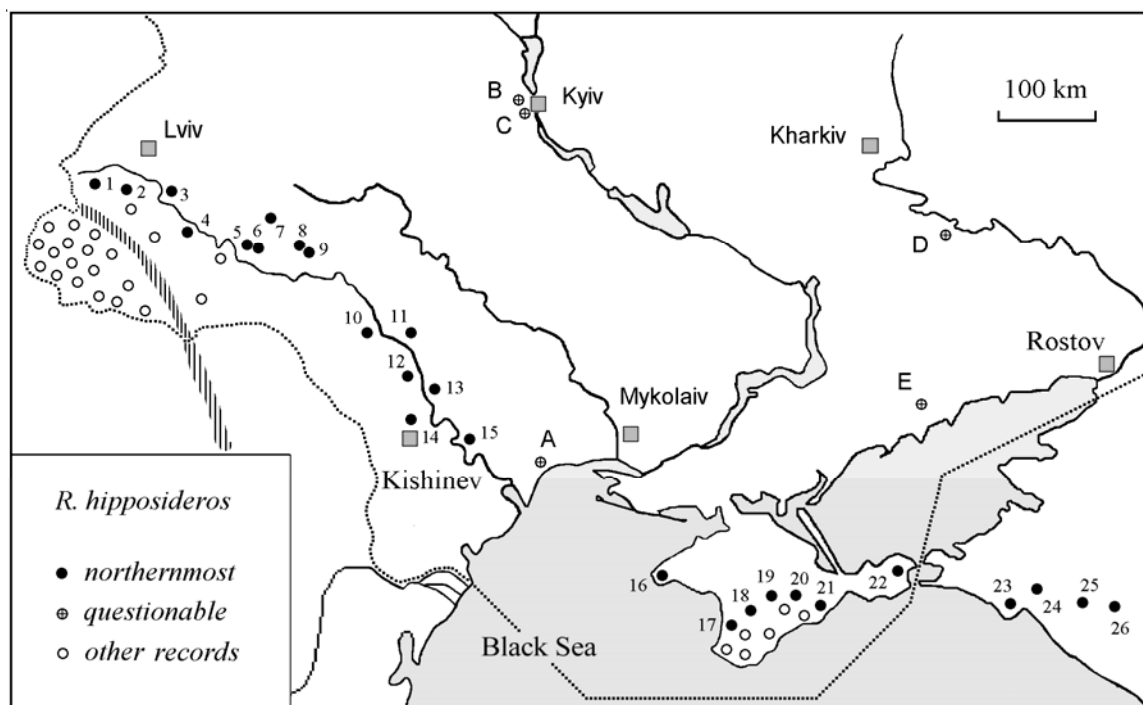 B
Kyiv
C
Lviv
Kharkiv
100 km
1
2
3
4
5
6
7
8
9
D
10
11
12
13
14
15
Rostov
Mykolaiv
E
A
Kishinev
16
17
18
19
20
21
22
23
24
25
26
Black Sea
R. hipposideros
northernmost
questionable
other records